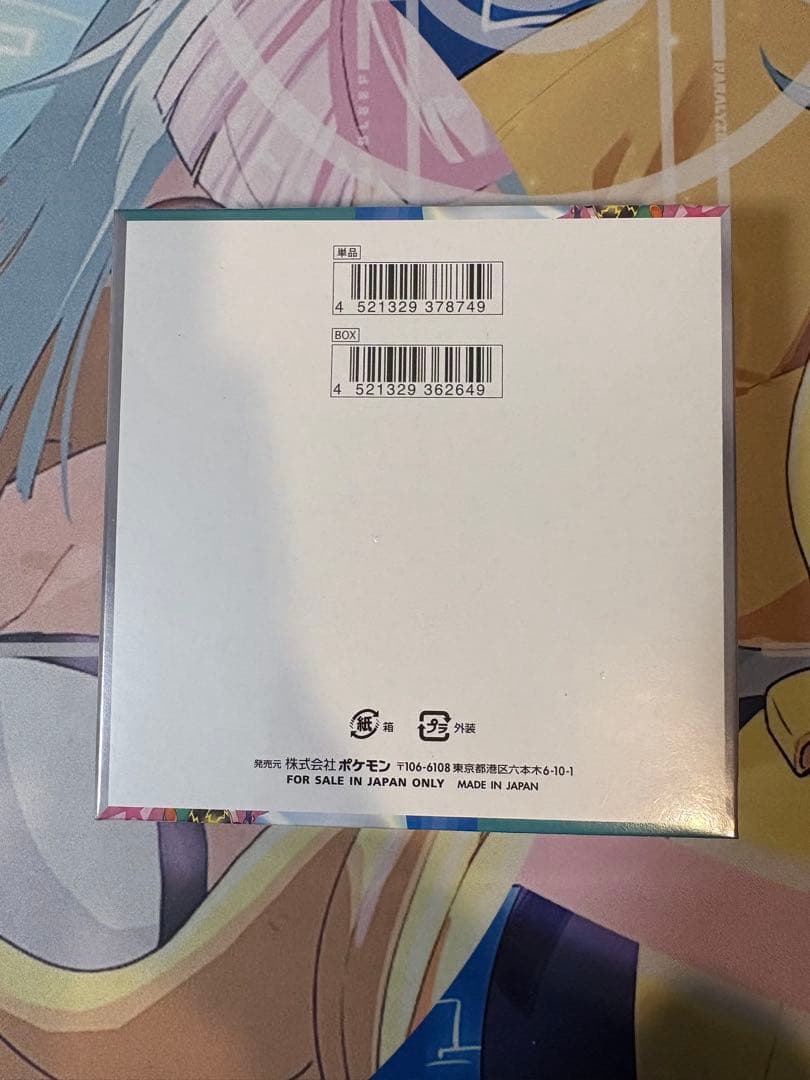 PARALYZ
単品
4 521329 378749
BOX
4 521329 362649
紙 箱 プラ 外装
発売元 株式会社 ポケモン 〒106-6108 東京都港区六本木6-10-1
FOR SALE IN JAPAN ONLY MADE IN JAPAN